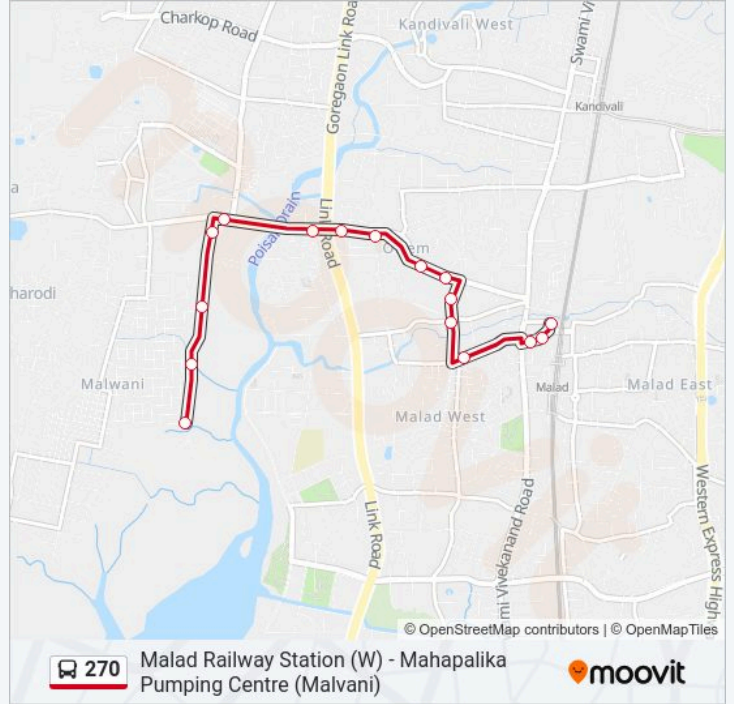 Charkop Road
Kandivali West
Goregaon Link Roa
Swami Vi
Kandivali
a
Poisar Drain
Link Road
Orlem
harodi
Malwani
Malad
Malad East
Malad West
Link Road
mi Vivekanand Road
Western Express High
© OpenStreetMap contributors | © OpenMapTiles
270
Malad Railway Station (W) - Mahapalika
Pumping Centre (Malvani)
moovit